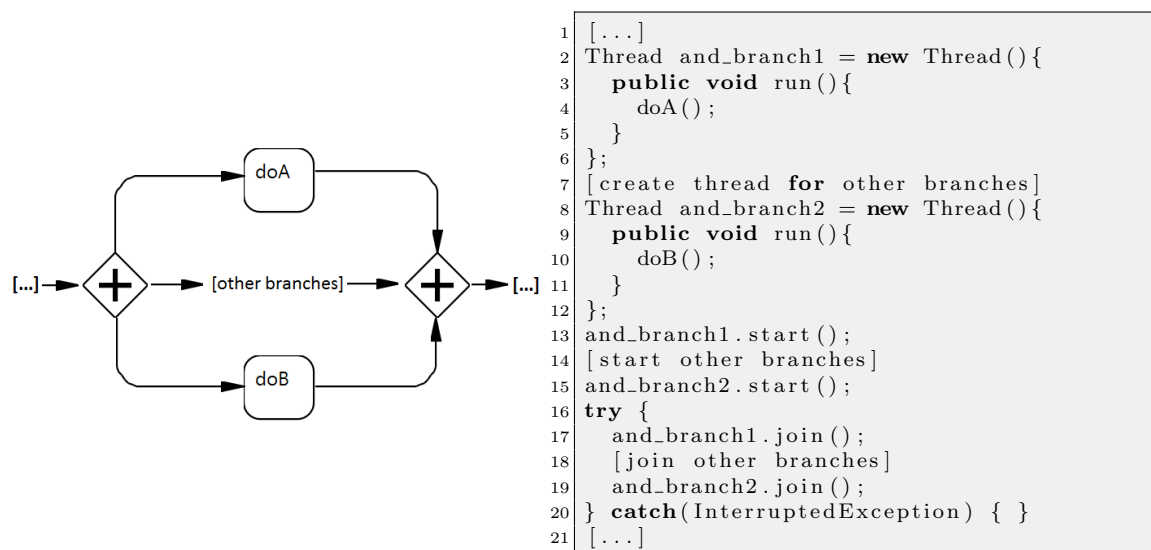 doA
[...]
[other branches]
[...]
doB
1 [...]
2 Thread and_branch1 = new Thread(){
3   public void run(){
4     doA();
5   }
6 };
7 [create thread for other branches]
8 Thread and_branch2 = new Thread(){
9   public void run(){
10     doB();
11   }
12 };
13 and_branch1.start();
14 [start other branches]
15 and_branch2.start();
16 try {
17   and_branch1.join();
18   [join other branches]
19   and_branch2.join();
20 } catch(InterruptedException) { }
21 [...]